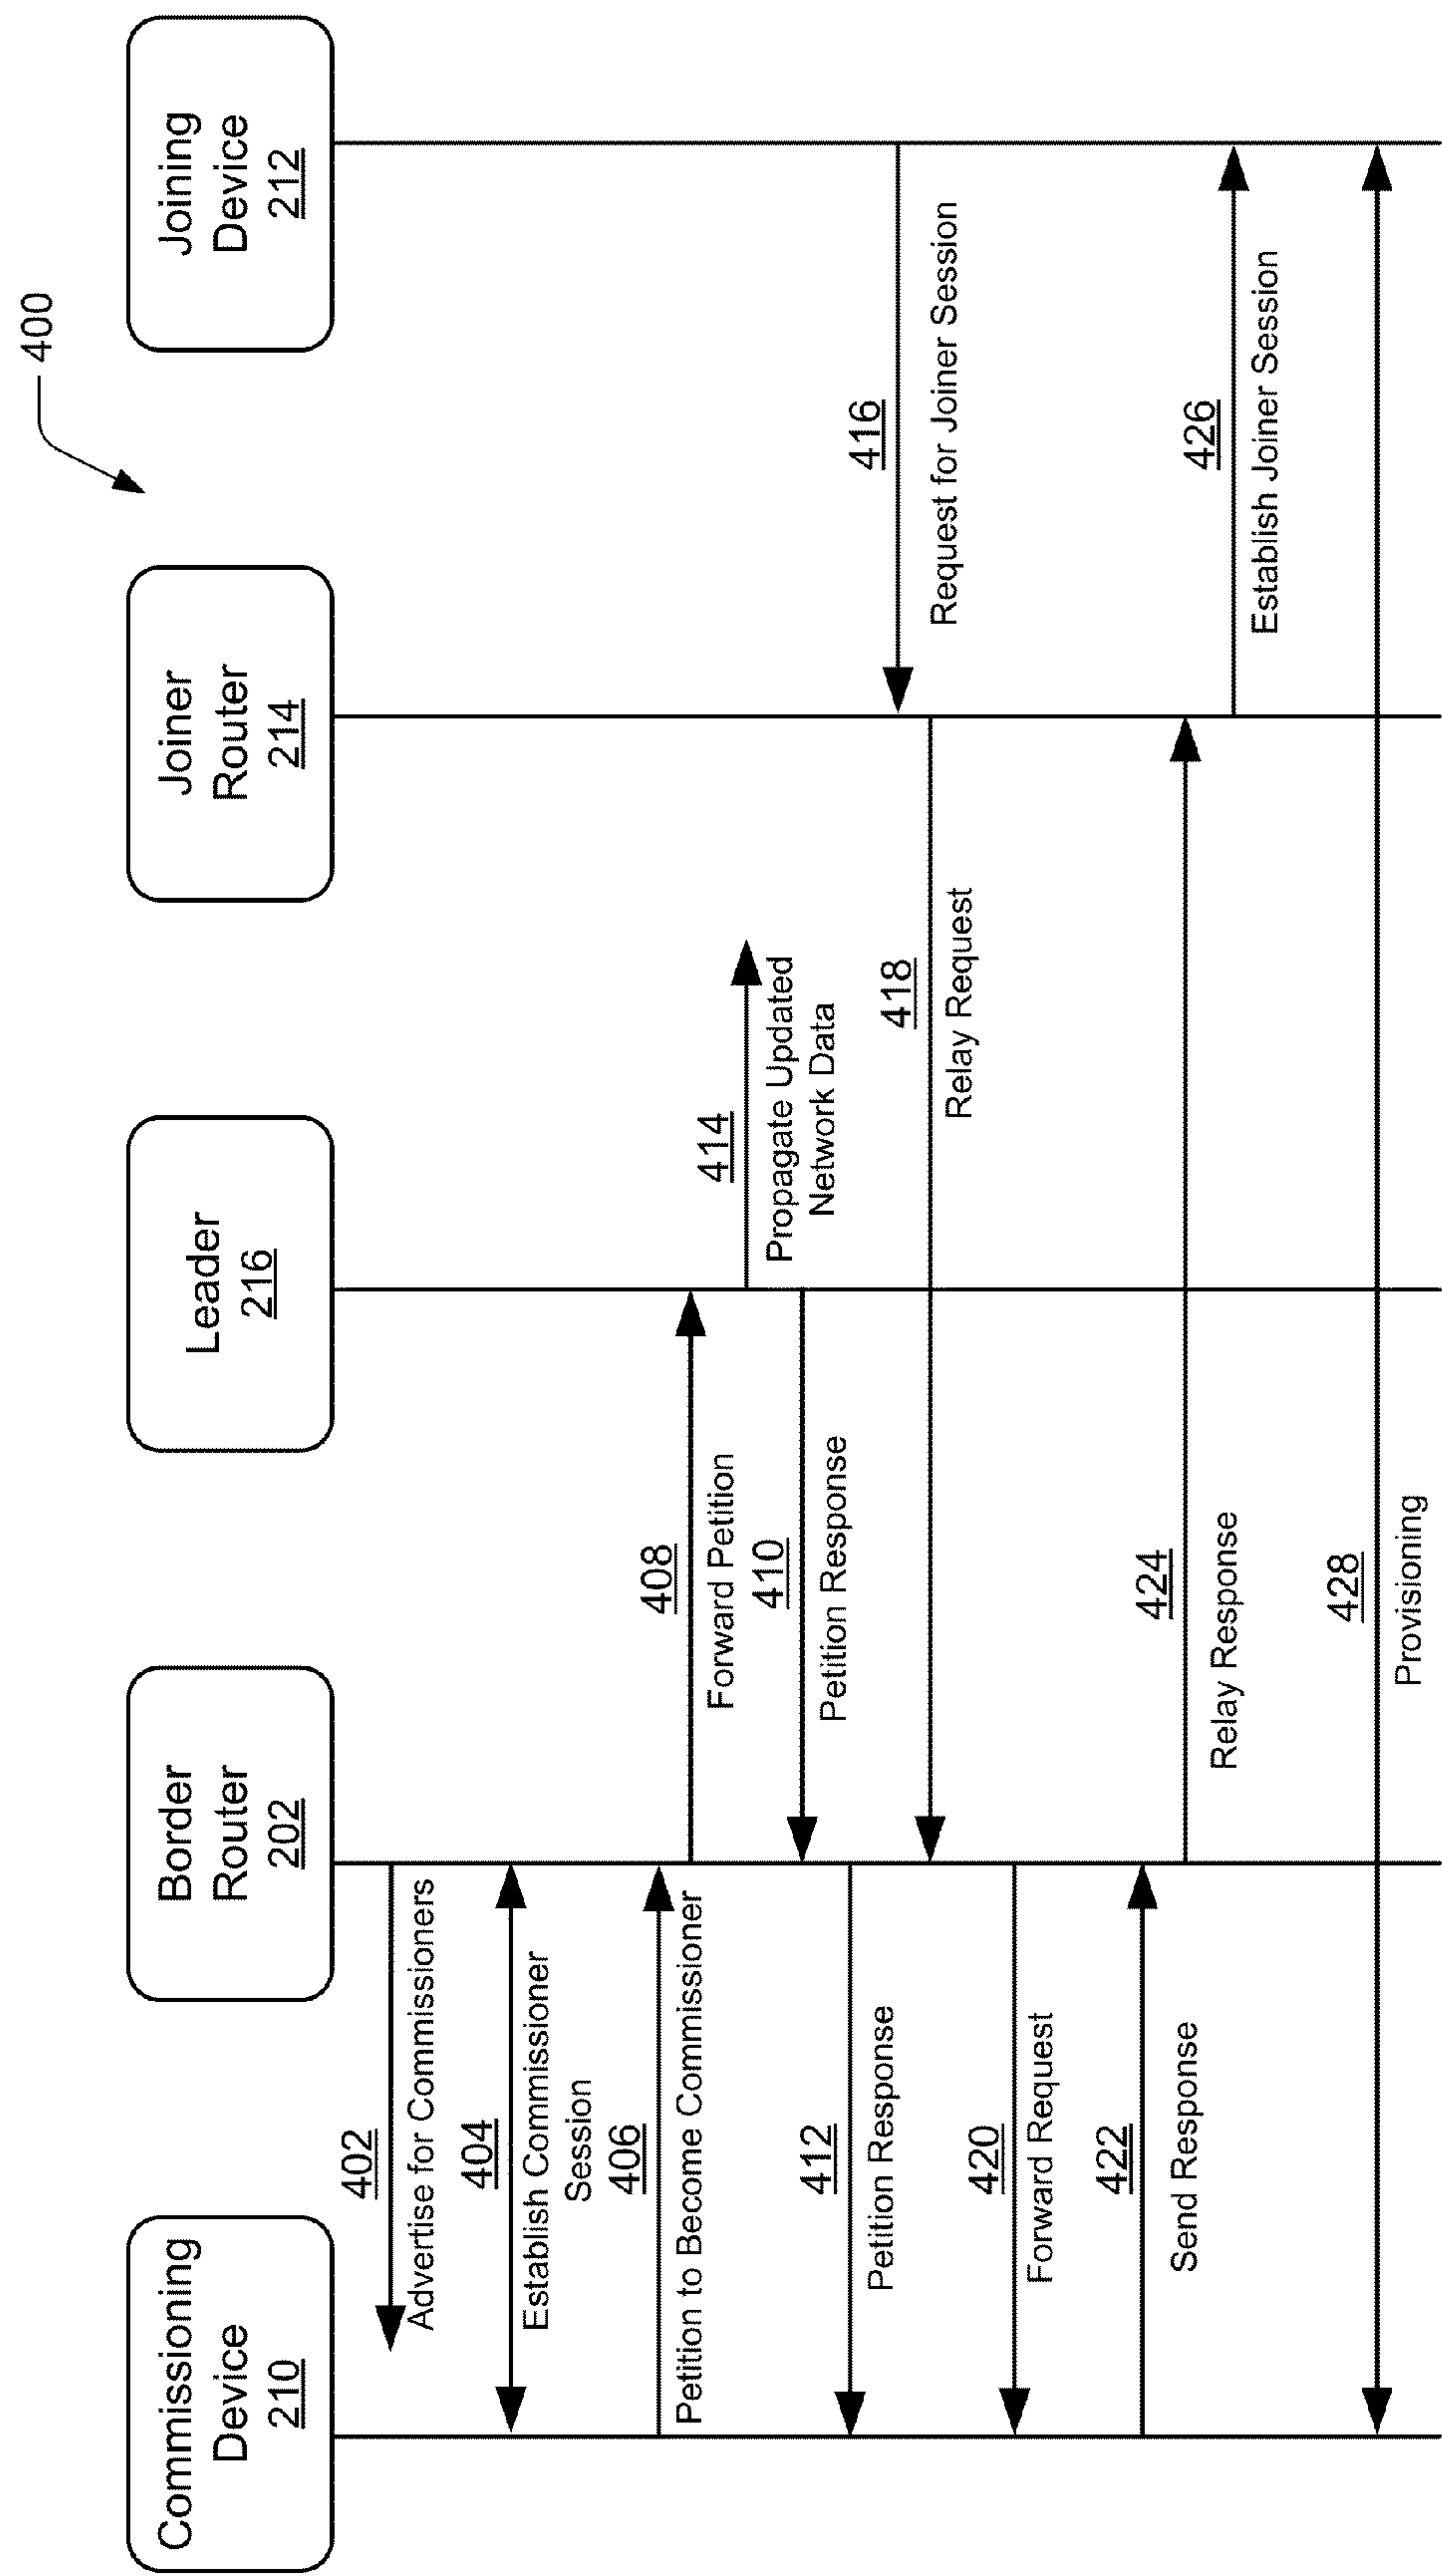 400
Commissioning
Device
210
Border
Router
202
Leader
216
Joiner
Router
214
Joining
Device
212
402
Advertise for Commissioners
404
Establish Commissioner
Session
406
Petition to Become Commissioner
408
Forward Petition
414
Propagate Updated
Network Data
410
Petition Response
412
Petition Response
416
Request for Joiner Session
418
Relay Request
420
Forward Request
422
Send Response
424
Relay Response
426
Establish Joiner Session
428
Provisioning